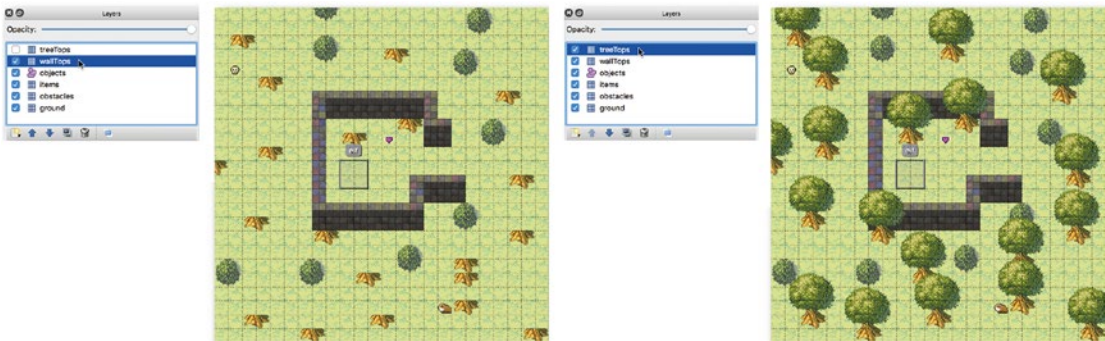 Layers
Opacity:
treeTops
wallTops
objects
items
obstacles
ground
Layers
Opacity:
treeTops
wallTops
objects
items
obstacles
ground